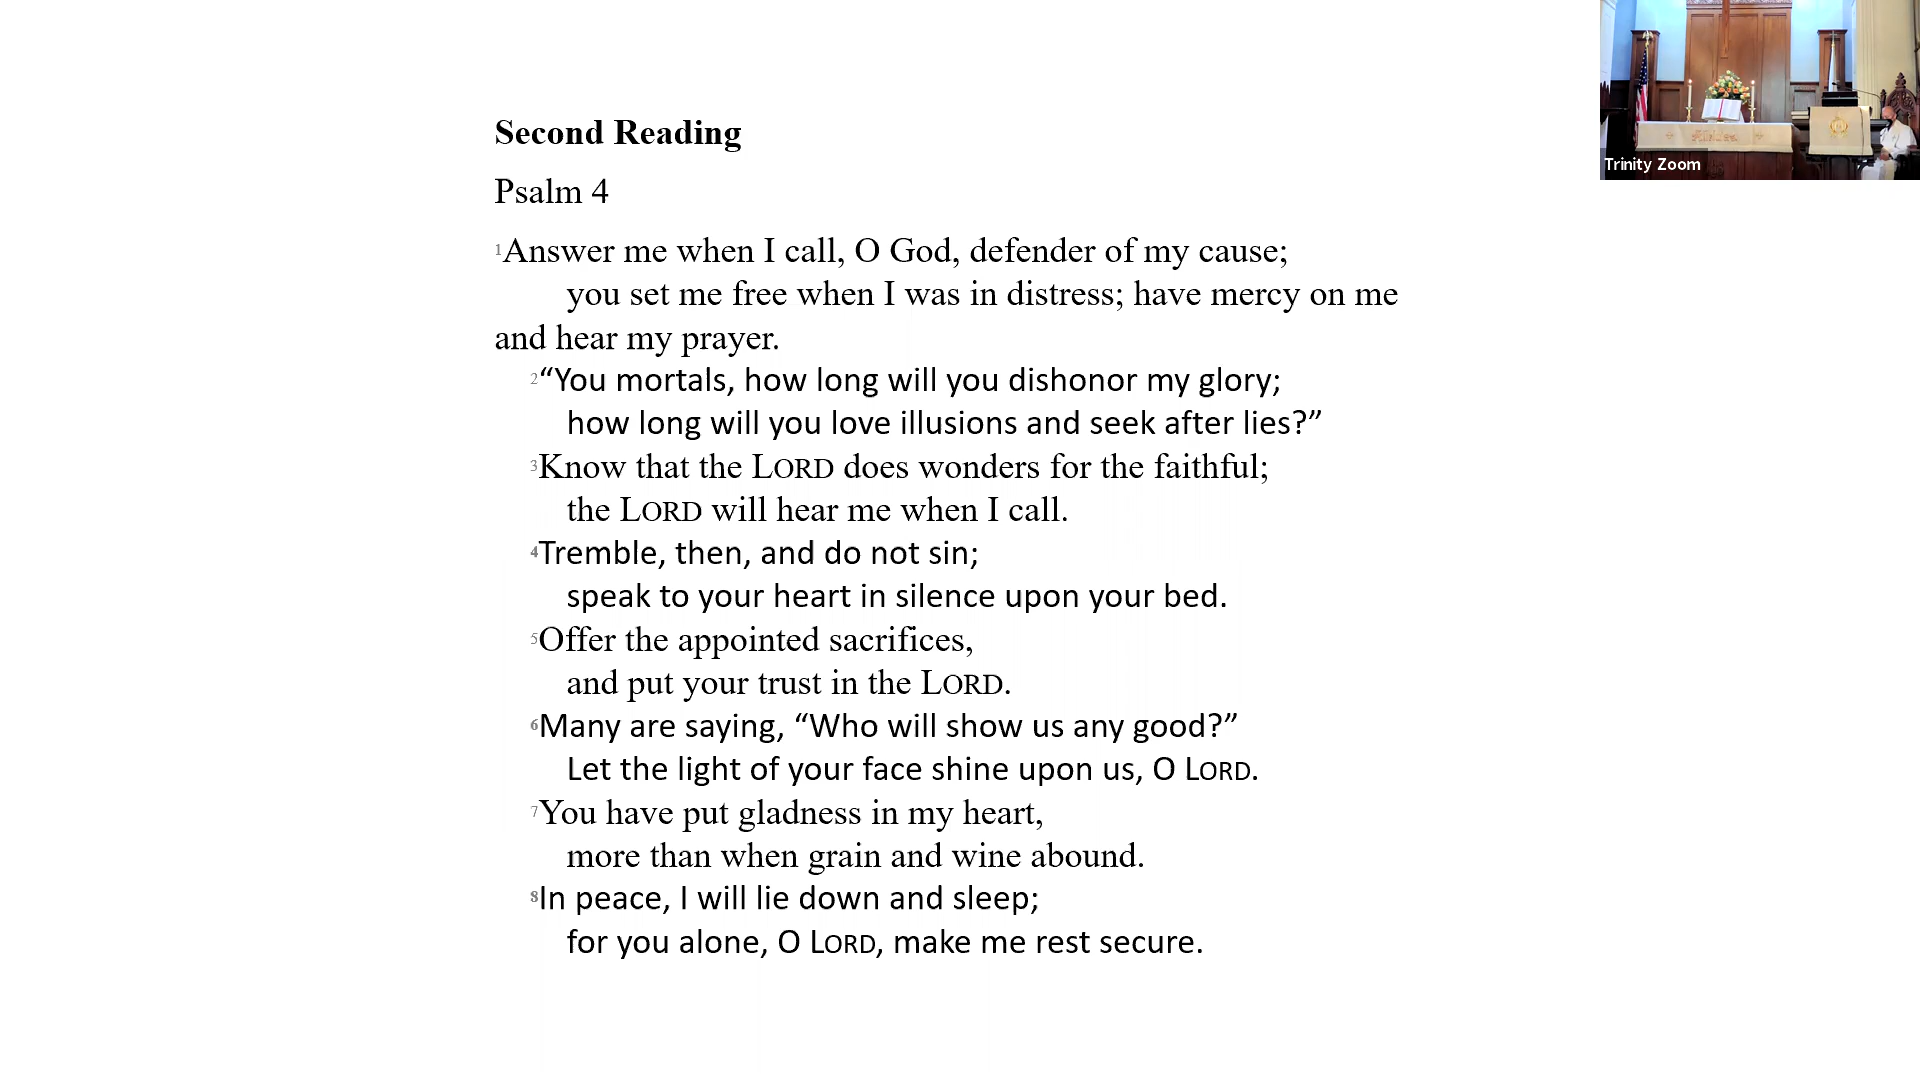 Second Reading
Psalm 4
1Answer me when I call, O God, defender of my cause;
you set me free when I was in distress; have mercy on me
and hear my prayer.
2“You mortals, how long will you dishonor my glory;
how long will you love illusions and seek after lies?”
3Know that the LORD does wonders for the faithful;
the LORD will hear me when I call.
4Tremble, then, and do not sin;
speak to your heart in silence upon your bed.
5Offer the appointed sacrifices,
and put your trust in the LORD.
6Many are saying, “Who will show us any good?”
Let the light of your face shine upon us, O LORD.
7You have put gladness in my heart,
more than when grain and wine abound.
8In peace, I will lie down and sleep;
for you alone, O LORD, make me rest secure.
Trinity Zoom